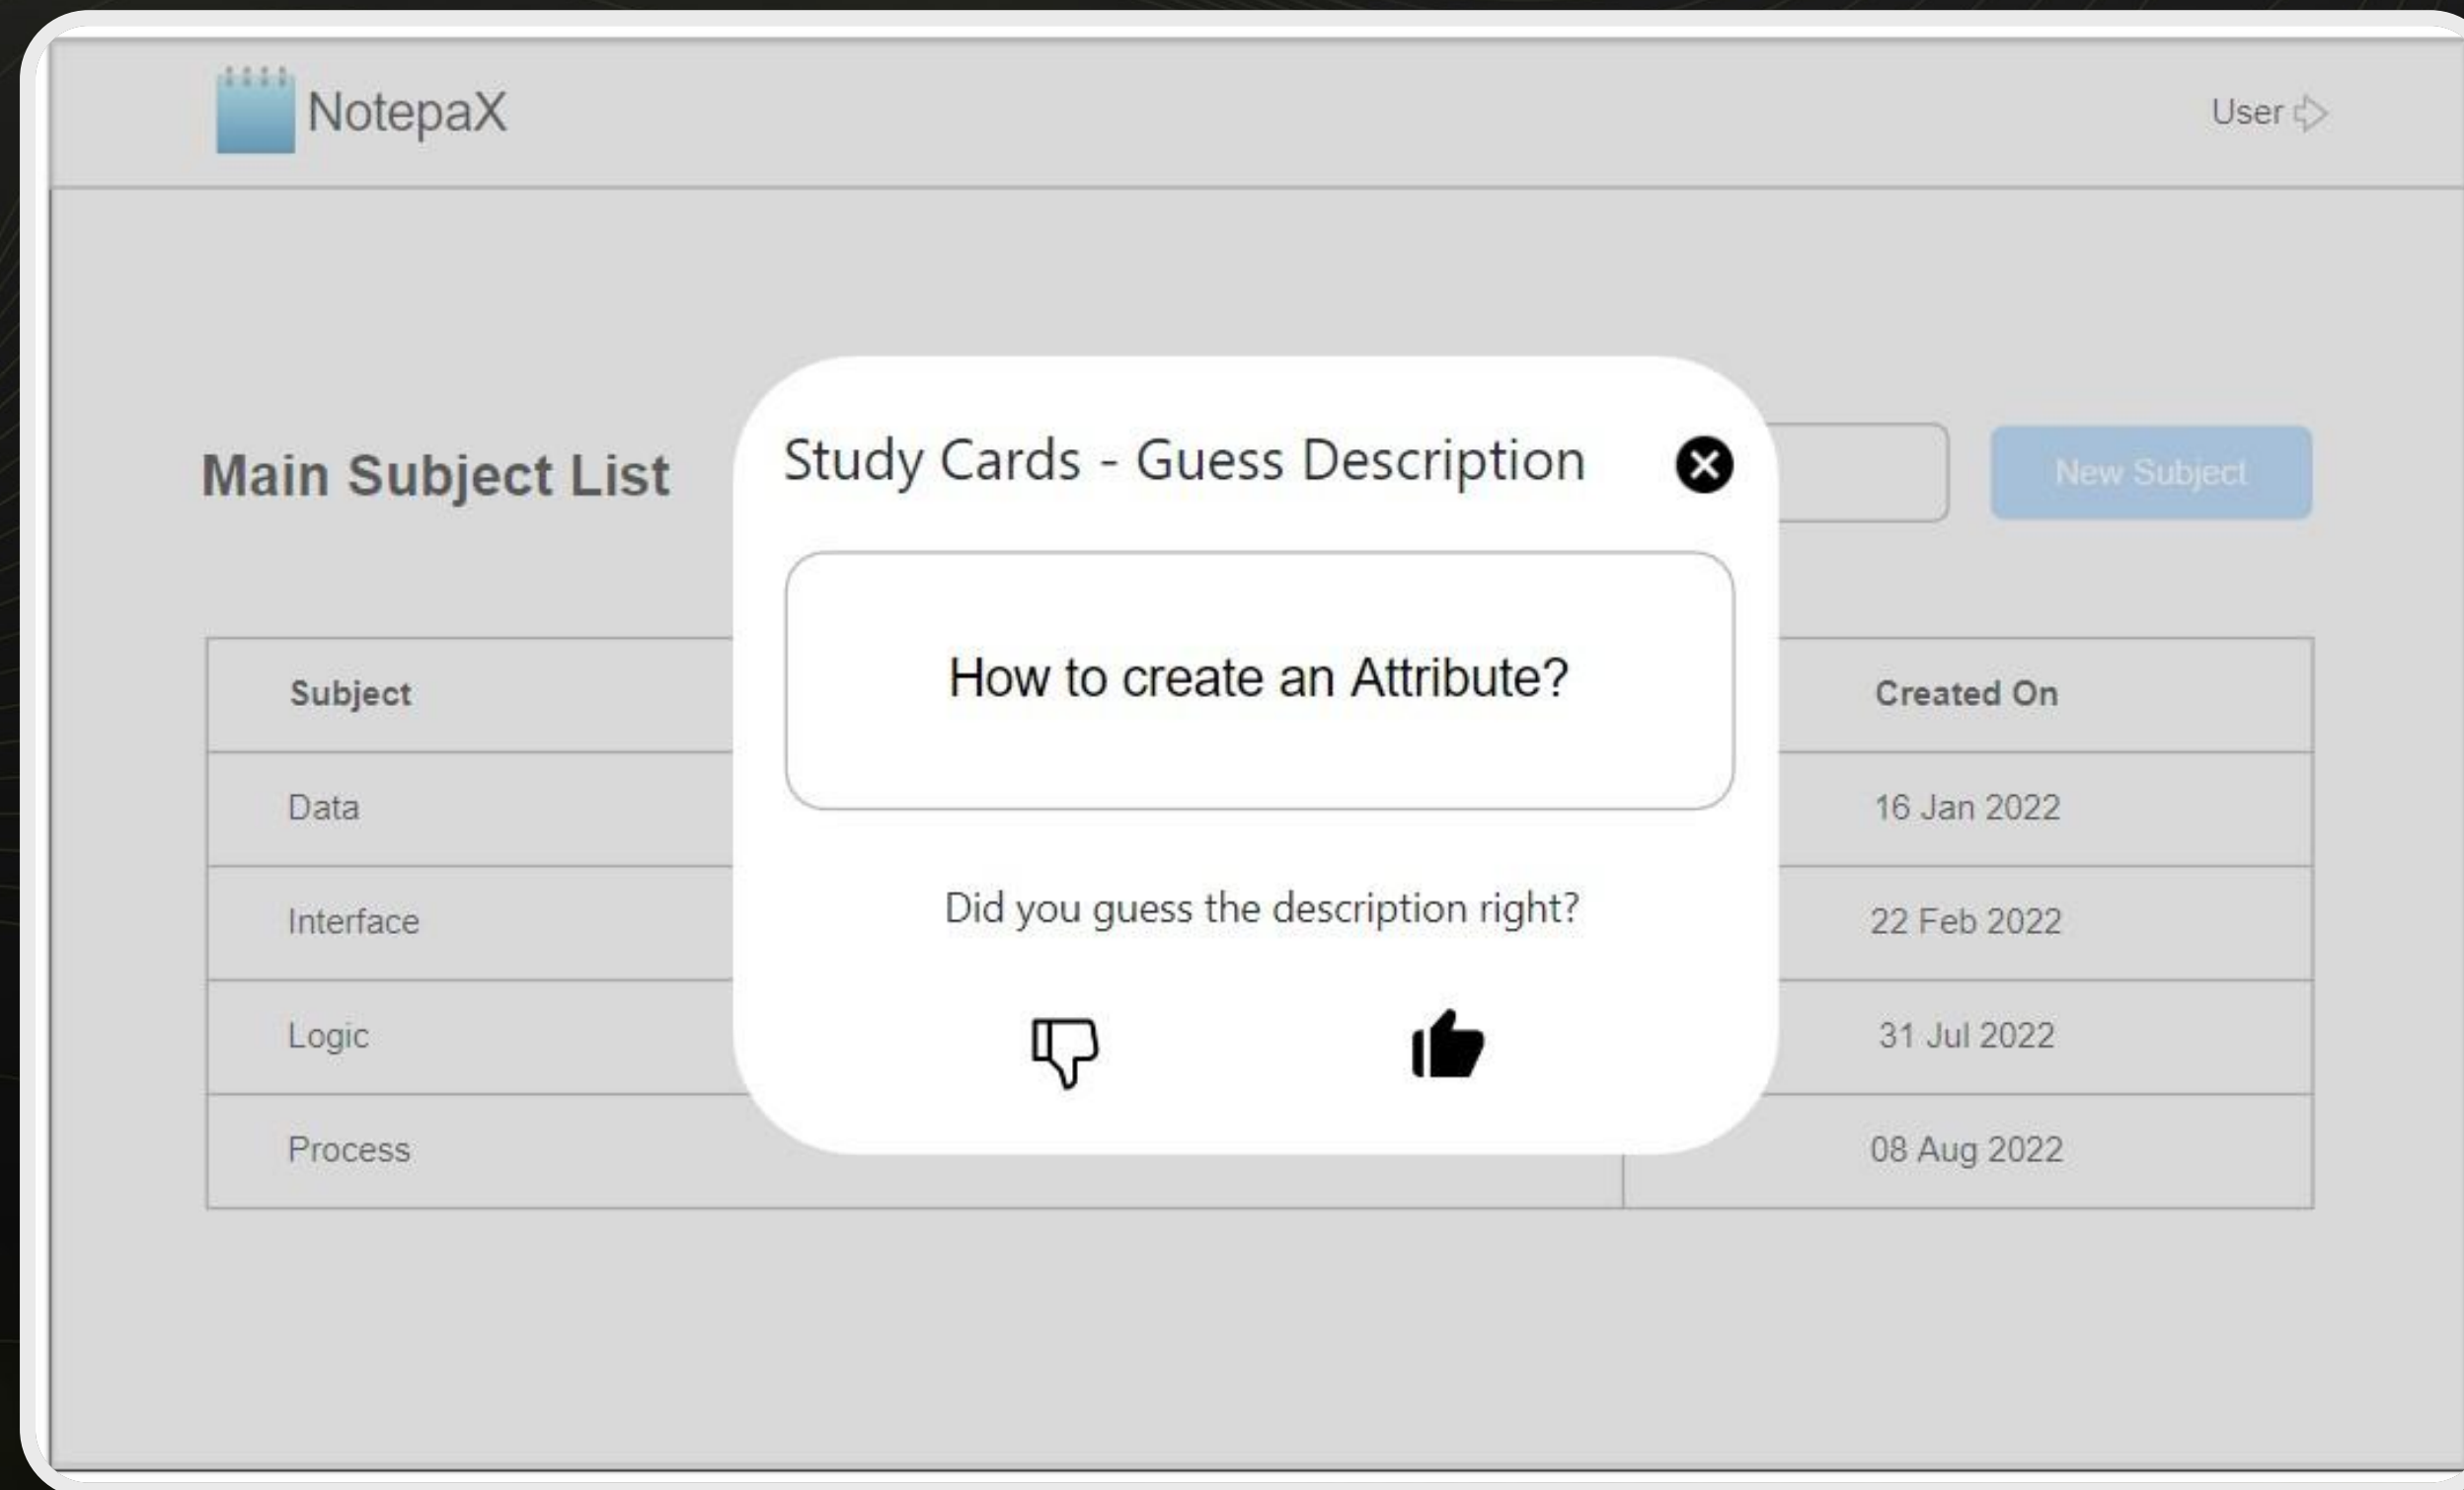 NotepaX
User
Main Subject List
New Subject
Study Cards - Guess Description
How to create an Attribute?
Did you guess the description right?
Subject
Created On
Data
16 Jan 2022
Interface
22 Feb 2022
Logic
31 Jul 2022
Process
08 Aug 2022